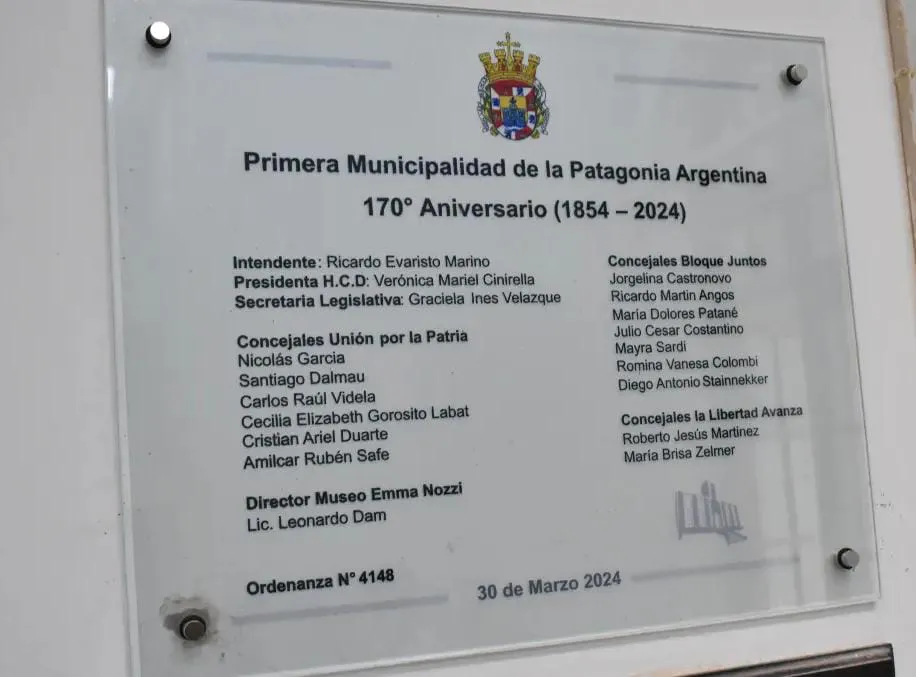 Primera Municipalidad de la Patagonia Argentina
170° Aniversario (1854 – 2024)
Intendente: Ricardo Evaristo Marino
Presidenta H.C.D: Verónica Mariel Cinirella
Secretaria Legislativa: Graciela Ines Velazque
Concejales Unión por la Patria
Nicolás Garcia
Santiago Dalmau
Carlos Raúl Videla
Cecilia Elizabeth Gorosito Labat
Cristian Ariel Duarte
Amilcar Rubén Safe
Director Museo Emma Nozzi
Lic. Leonardo Dam
Concejales Bloque Juntos
Jorgelina Castronovo
Ricardo Martin Angos
María Dolores Patané
Julio Cesar Costantino
Mayra Sardi
Romina Vanesa Colombi
Diego Antonio Stainnekker
Concejales la Libertad Avanza
Roberto Jesús Martinez
María Brisa Zelmer
Ordenanza N° 4148
30 de Marzo 2024